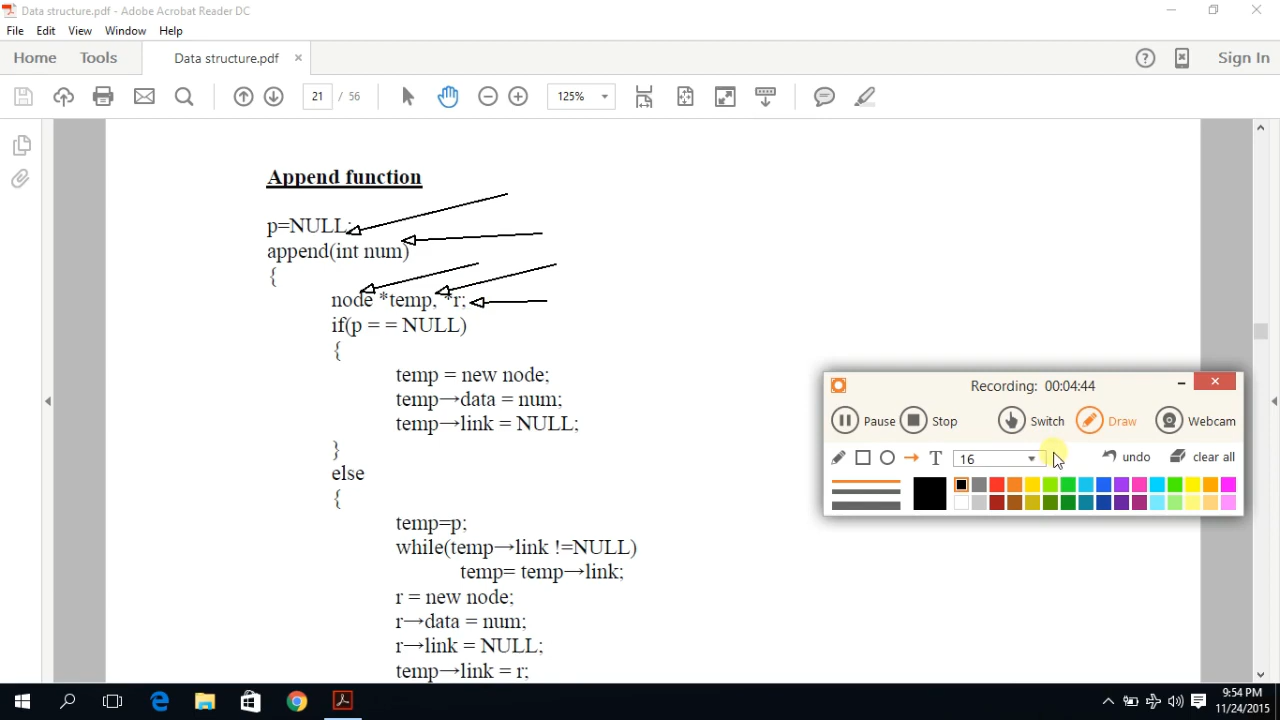 Data structure.pdf - Adobe Acrobat Reader DC
File Edit View Window Help
Home Tools Data structure.pdf × ? Sign In
21 / 56 125%
Append function
p=NULL;
append(int num)
{
node *temp, *r;
if(p = = NULL)
{
temp = new node;
temp→data = num;
temp→link = NULL;
}
else
{
temp=p;
while(temp→link !=NULL)
temp= temp→link;
r = new node;
r→data = num;
r→link = NULL;
temp→link = r;
Recording: 00:04:44
Pause Stop Switch Draw Webcam
T 16 undo clear all
9:54 PM
11/24/2015